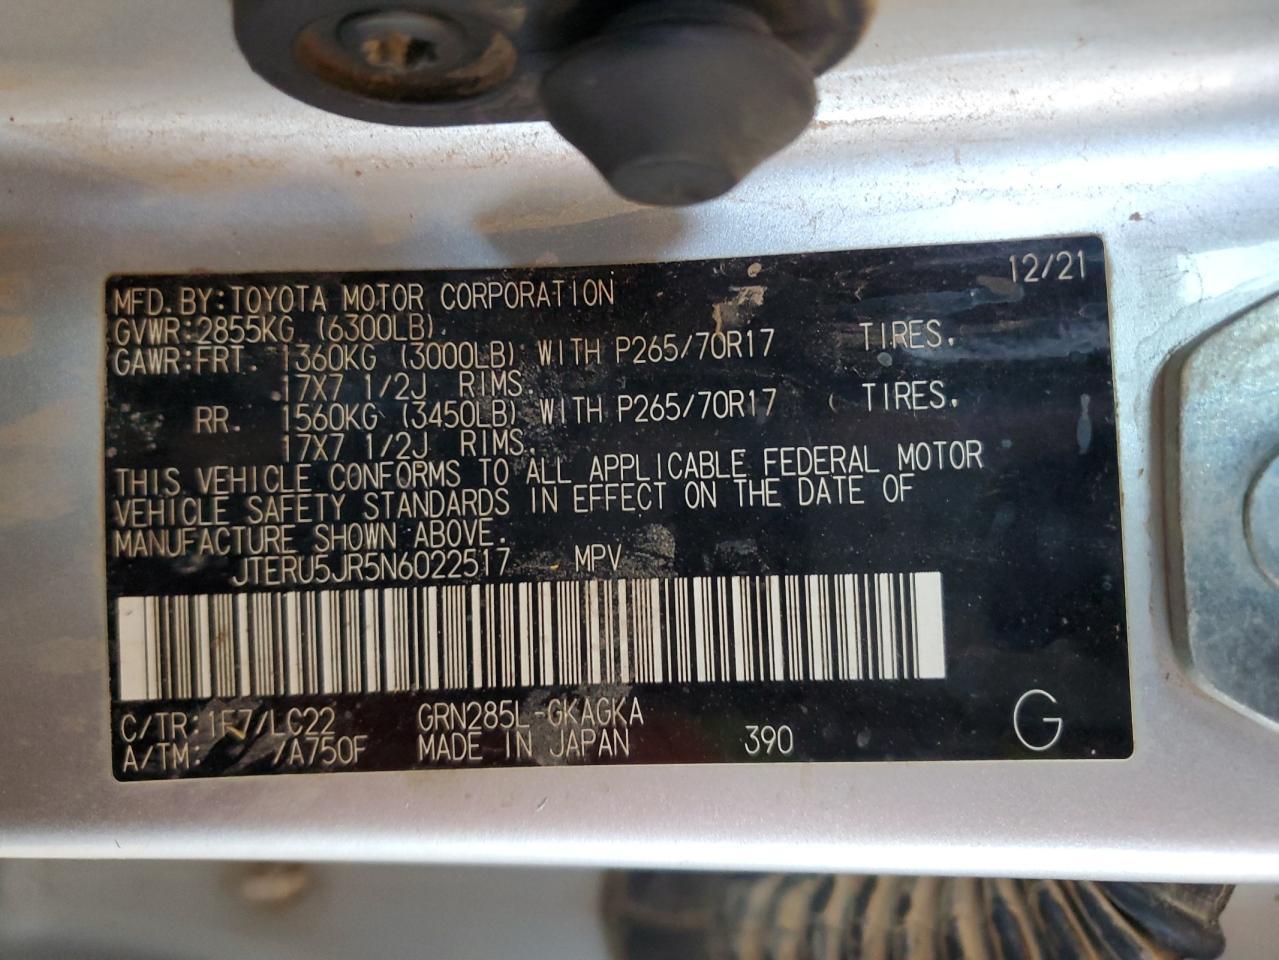 12/21
MFD. BY:TOYOTA MOTOR CORPORATION
GVWR:2855KG (6300LB)
GAWR:FRT. 1360KG (3000LB) WITH P265/70R17 TIRES.
17X7 1/2J RIMS.
RR. 1560KG (3450LB) WITH P265/70R17 TIRES.
17X7 1/2J RIMS.
THIS VEHICLE CONFORMS TO ALL APPLICABLE FEDERAL MOTOR
VEHICLE SAFETY STANDARDS IN EFFECT ON THE DATE OF
MANUFACTURE SHOWN ABOVE.
JTERU5JR5N6022517 MPV
C/TR:1F7/LC22 GRN285L-GKAGKA
A/TM: /A750F MADE IN JAPAN 390 G